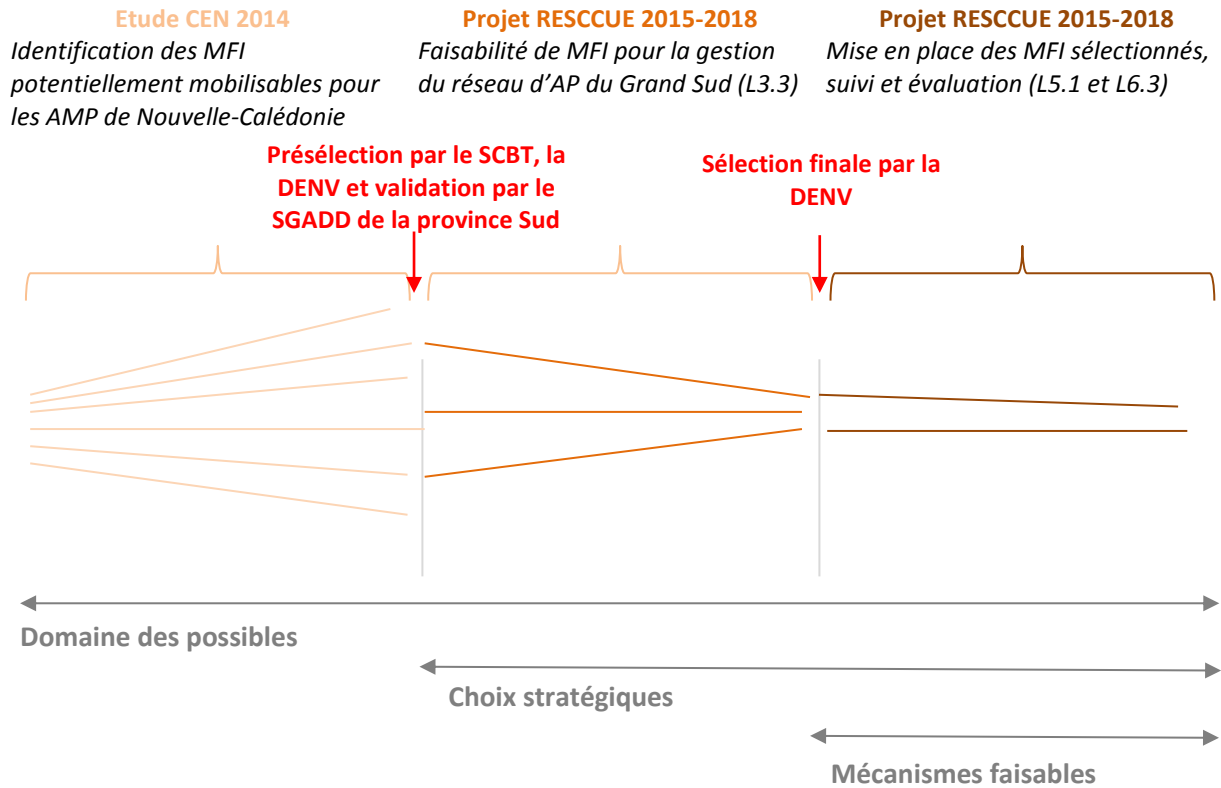 Etude CEN 2014
Identification des MFI
potentiellement mobilisables pour
les AMP de Nouvelle-Calédonie
Projet RESCCUE 2015-2018
Faisabilité de MFI pour la gestion
du réseau d'AP du Grand Sud (L3.3)
Projet RESCCUE 2015-2018
Mise en place des MFI sélectionnés,
suivi et évaluation (L5.1 et L6.3)
Présélection par le SCBT, la
DENV et validation par le
SGADD de la province Sud
Sélection finale par la
DENV
Domaine des possibles
Choix stratégiques
Mécanismes faisables